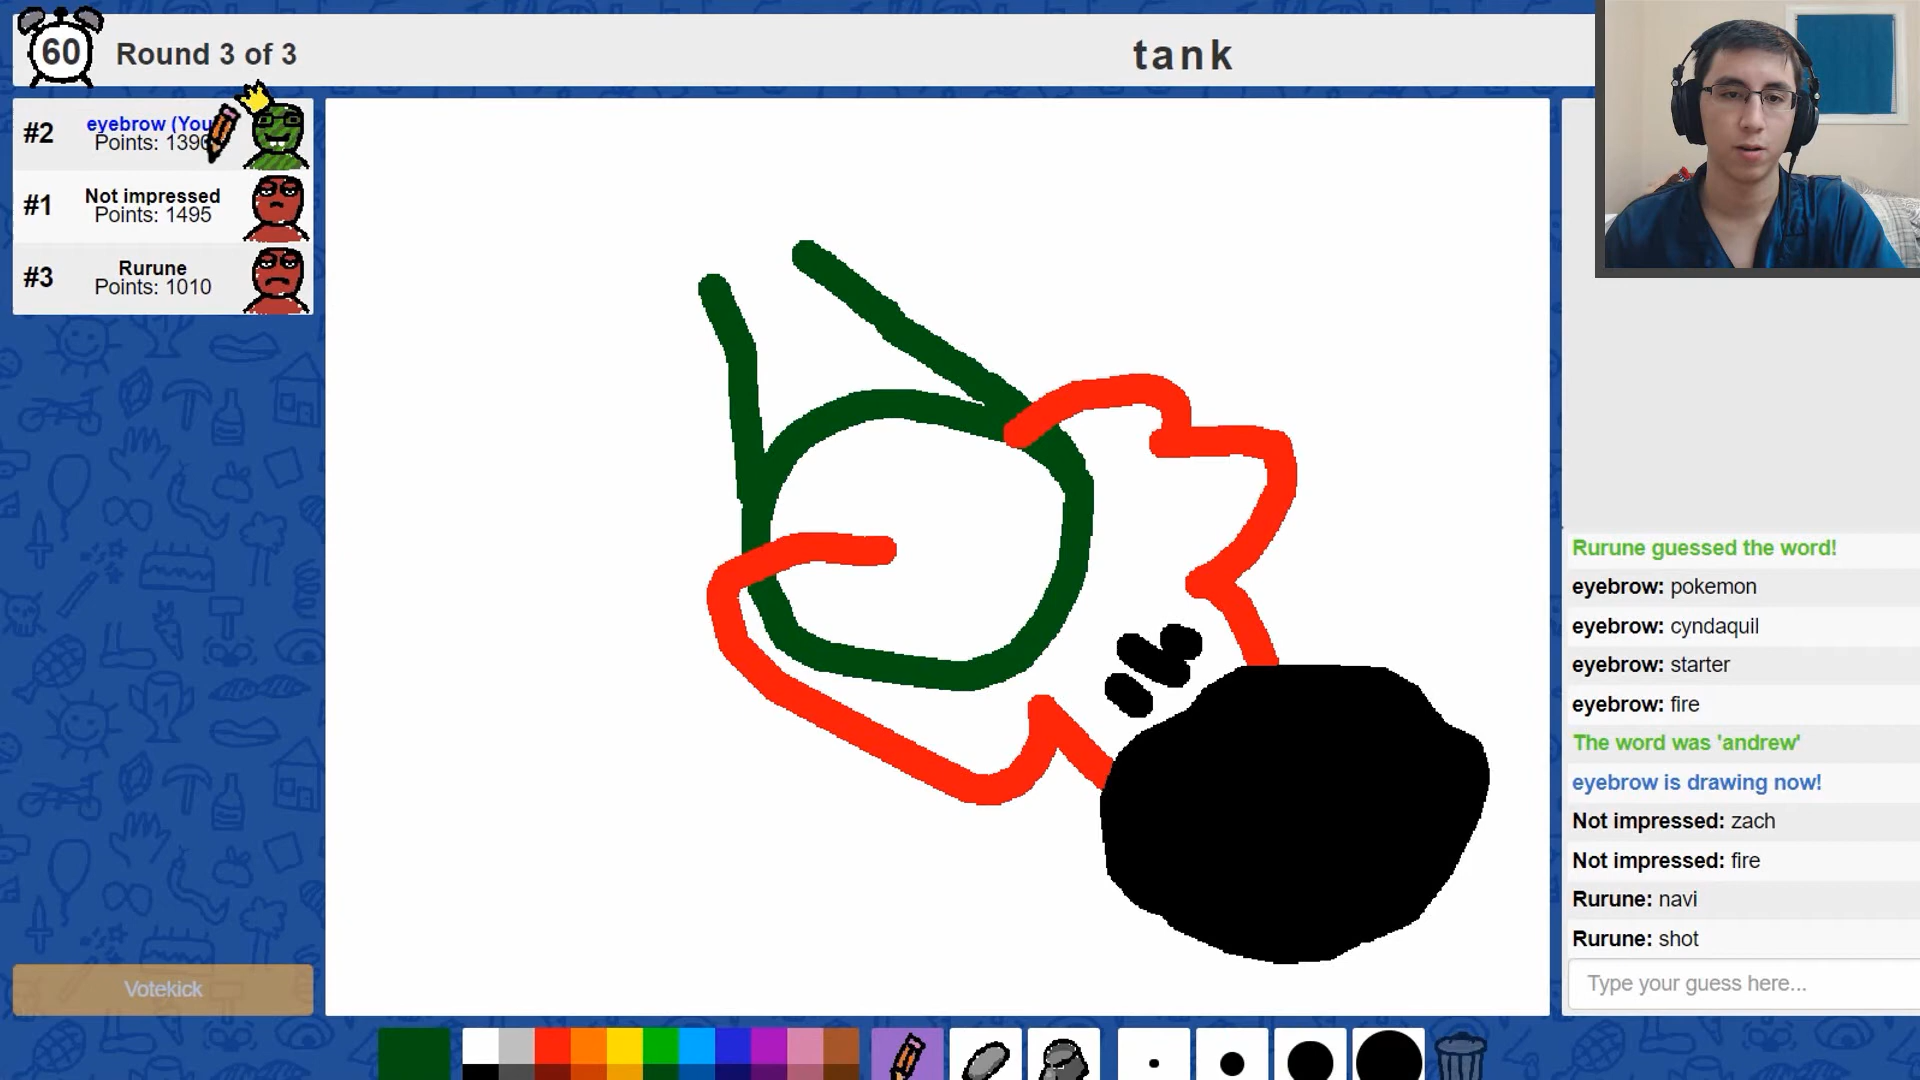 60
Round 3 of 3
tank
#2
eyebrow (You
Points: 1390
#1
Not impressed
Points: 1495
#3
Rurune
Points: 1010
Rurune guessed the word!
eyebrow: pokemon
eyebrow: cyndaquil
eyebrow: starter
eyebrow: fire
The word was 'andrew'
eyebrow is drawing now!
Not impressed: zach
Not impressed: fire
Rurune: navi
Rurune: shot
Type your guess here...
Votekick